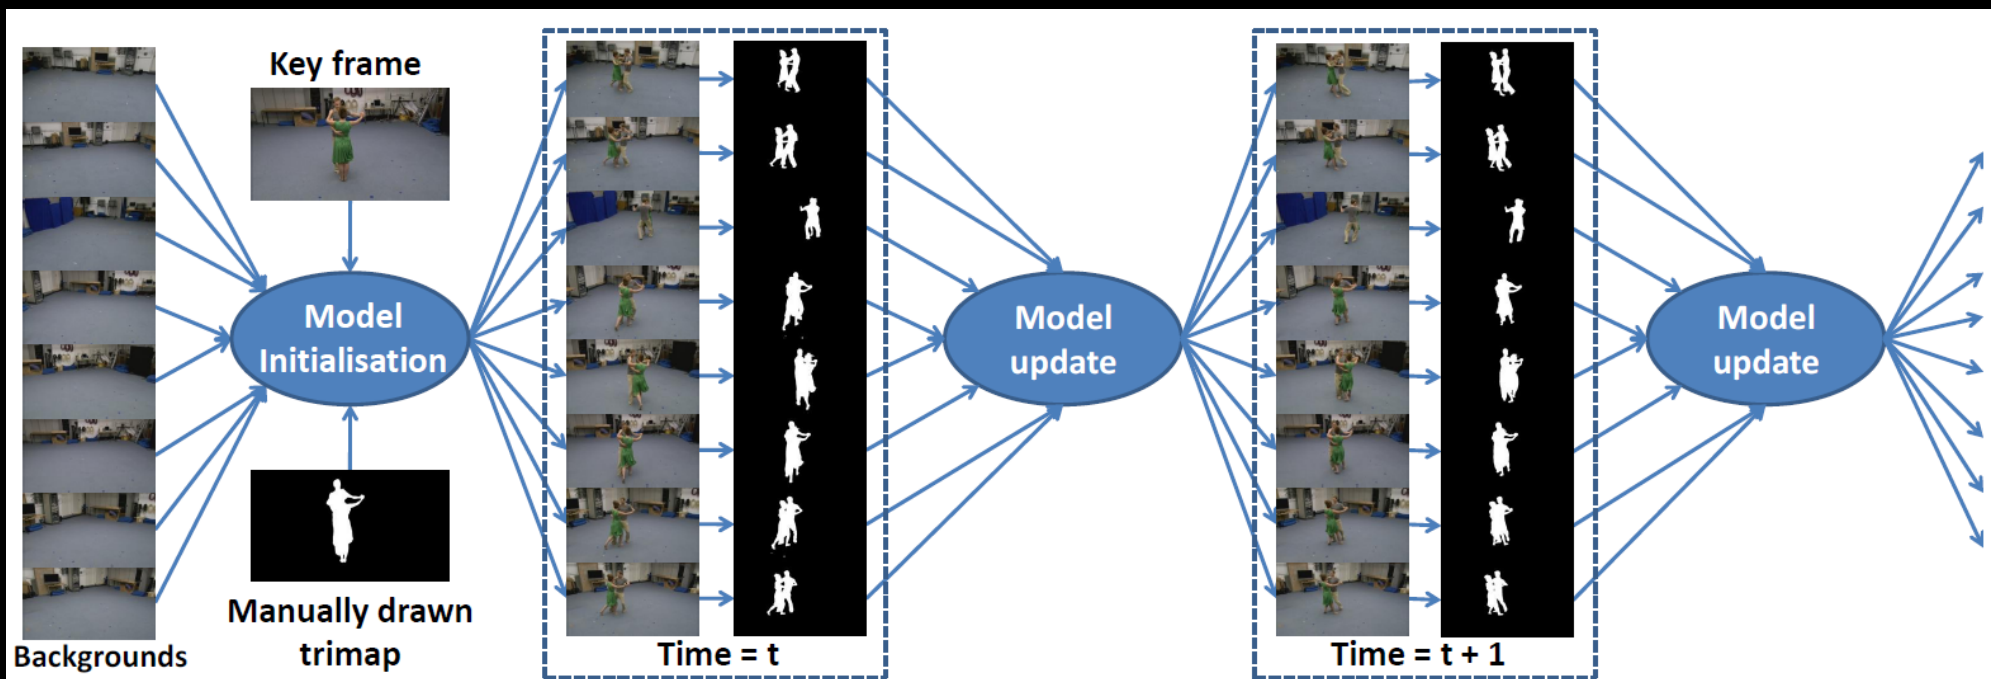 Key frame
Model
Initialisation
Manually drawn
trimap
Backgrounds
Time = t
Model
update
Time = t + 1
Model
update